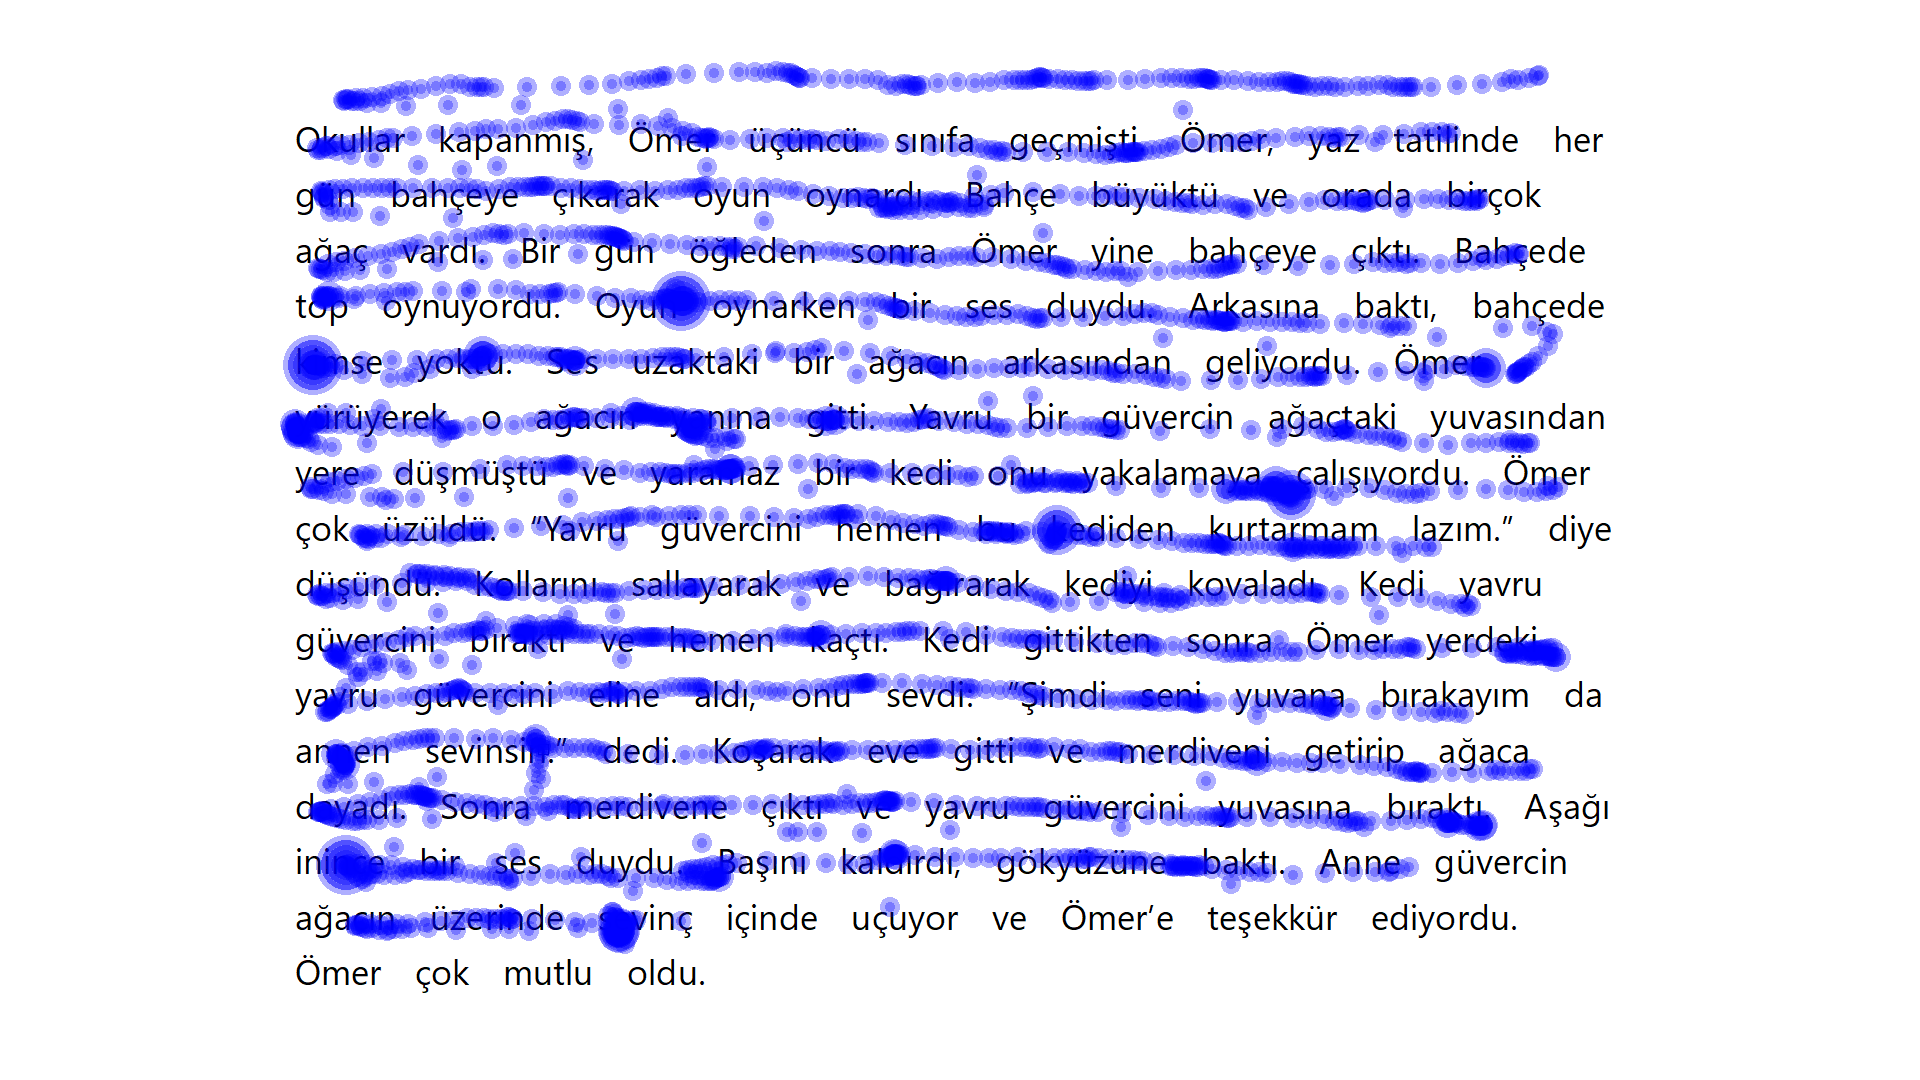 Okullar kapanmış, Ömer üçüncü sınıfa geçmişti. Ömer, yaz tatilinde her
gün bahçeye çıkarak oyun oynardı. Bahçe büyüktü ve orada birçok
ağaç vardı. Bir gün öğleden sonra Ömer yine bahçeye çıktı. Bahçede
top oynuyordu. Oyun oynarken bir ses duydu. Arkasına baktı, bahçede
kimse yoktu. Ses uzaktaki bir ağacın arkasından geliyordu. Ömer
yürüyerek o ağacın yanına gitti. Yavru bir güvercin ağaçtaki yuvasından
yere düşmüştü ve yaramaz bir kedi onu yakalamaya çalışıyordu. Ömer
çok üzüldü. “Yavru güvercini hemen bu kediden kurtarmam lazım.” diye
düşündü. Kollarını sallayarak ve bağırarak kediyi kovaladı. Kedi yavru
güvercini bıraktı ve hemen kaçtı. Kedi gittikten sonra Ömer yerdeki
yavru güvercini eline aldı, onu sevdi. “Şimdi seni yuvana bırakayım da
annen sevinsin.” dedi. Koşarak eve gitti ve merdiveni getirip ağaca
dayadı. Sonra merdivene çıktı ve yavru güvercini yuvasına bıraktı. Aşağı
inince bir ses duydu. Başını kaldırdı, gökyüzüne baktı. Anne güvercin
ağacın üzerinde sevinç içinde uçuyor ve Ömer’e teşekkür ediyordu.
Ömer çok mutlu oldu.